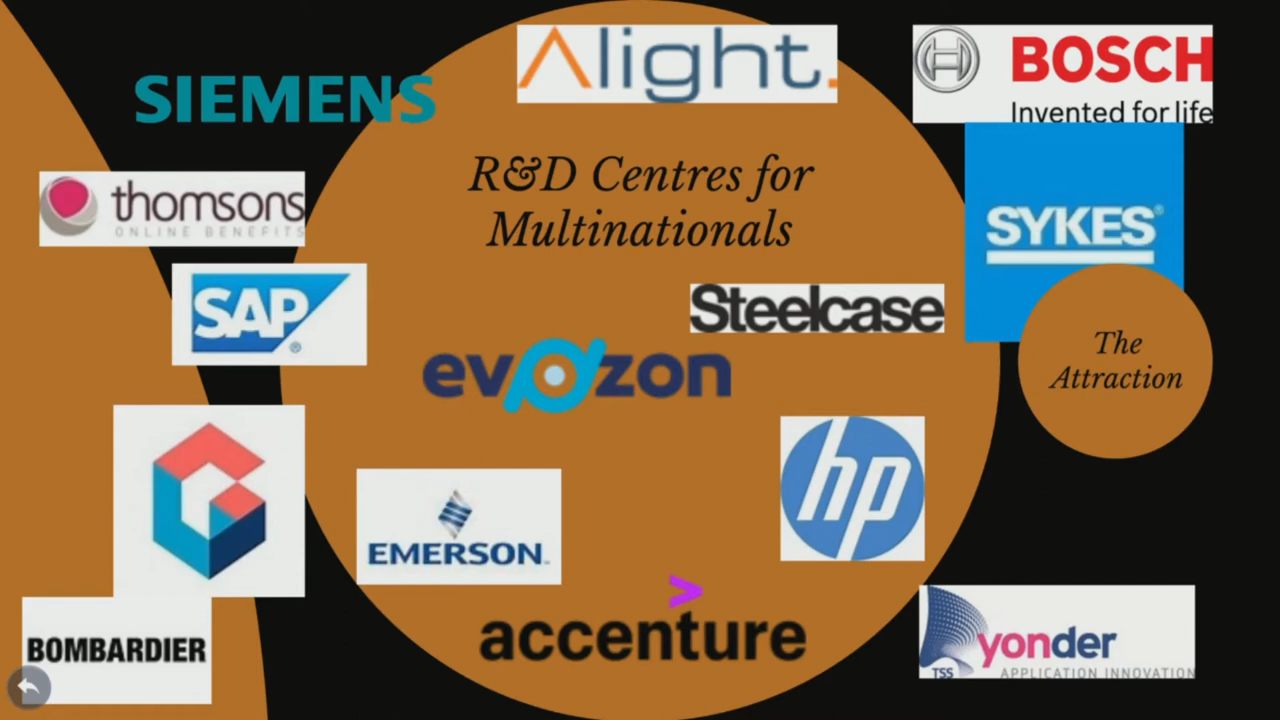 SIEMENS
Alight.
BOSCH
Invented for life
R&D Centres for
Multinationals
thomsons
ONLINE BENEFITS
SYKES®
SAP®
Steelcase
The
Attraction
evozon
hp
EMERSON™
accenture
yonder
TSS APPLICATION INNOVATION
BOMBARDIER